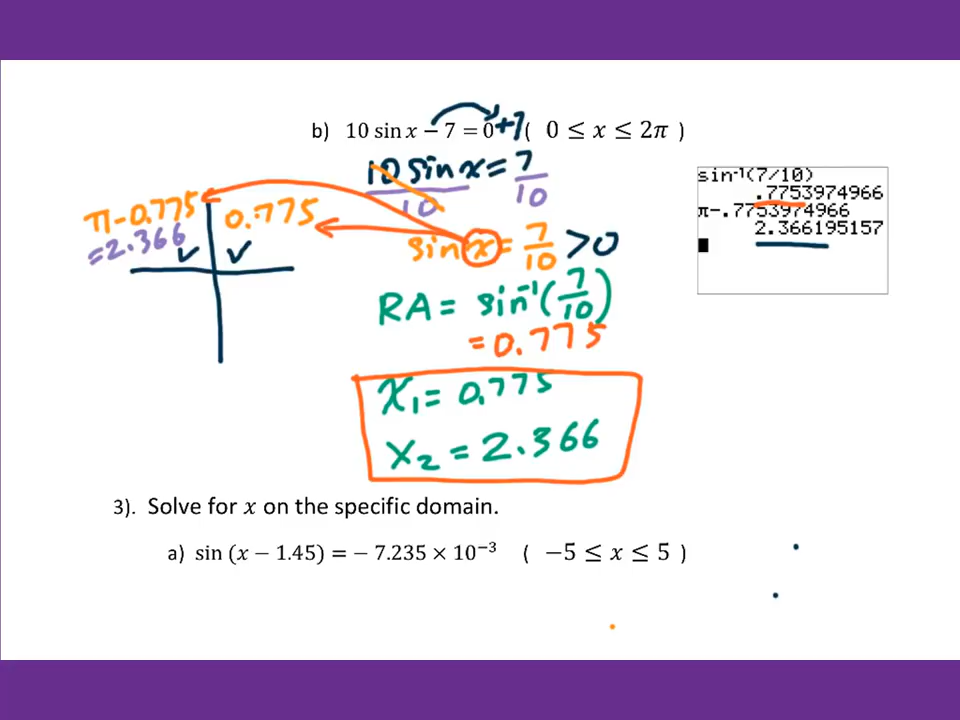 b) 10 sin x − 7 = 0 +7 ( 0 ≤ x ≤ 2π )
10 sin x = 7
10 10
sin x = 7/10 > 0
π - 0.775
= 2.366 ✓
0.775
✓
RA = sin⁻¹(7/10)
= 0.775
x₁ = 0.775
x₂ = 2.366
sin⁻¹(7/10)
.7753974966
π-.7753974966
2.366195157
3). Solve for x on the specific domain.
a) sin (x − 1.45) = − 7.235 × 10⁻³ ( −5 ≤ x ≤ 5 )